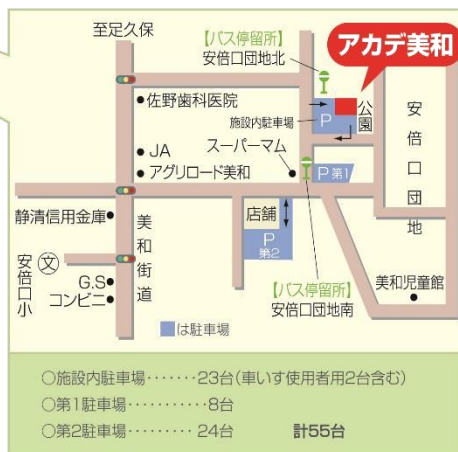 至足久保
【バス停留所】
安倍口団地北
アカデ美和
佐野歯科医院
施設内駐車場
P
公園
安倍口団地
JA
スーパーマム
アグリロード美和
P 第1
静清信用金庫
美和街道
店舗
P
第2
安倍口小
文
G.S
コンビニ
【バス停留所】
安倍口団地南
美和児童館
は駐車場
○施設内駐車場・・・・・・・23台(車いす使用者用2台含む)
○第1駐車場・・・・・・・・・・・8台
○第2駐車場・・・・・・・・・24台 計55台